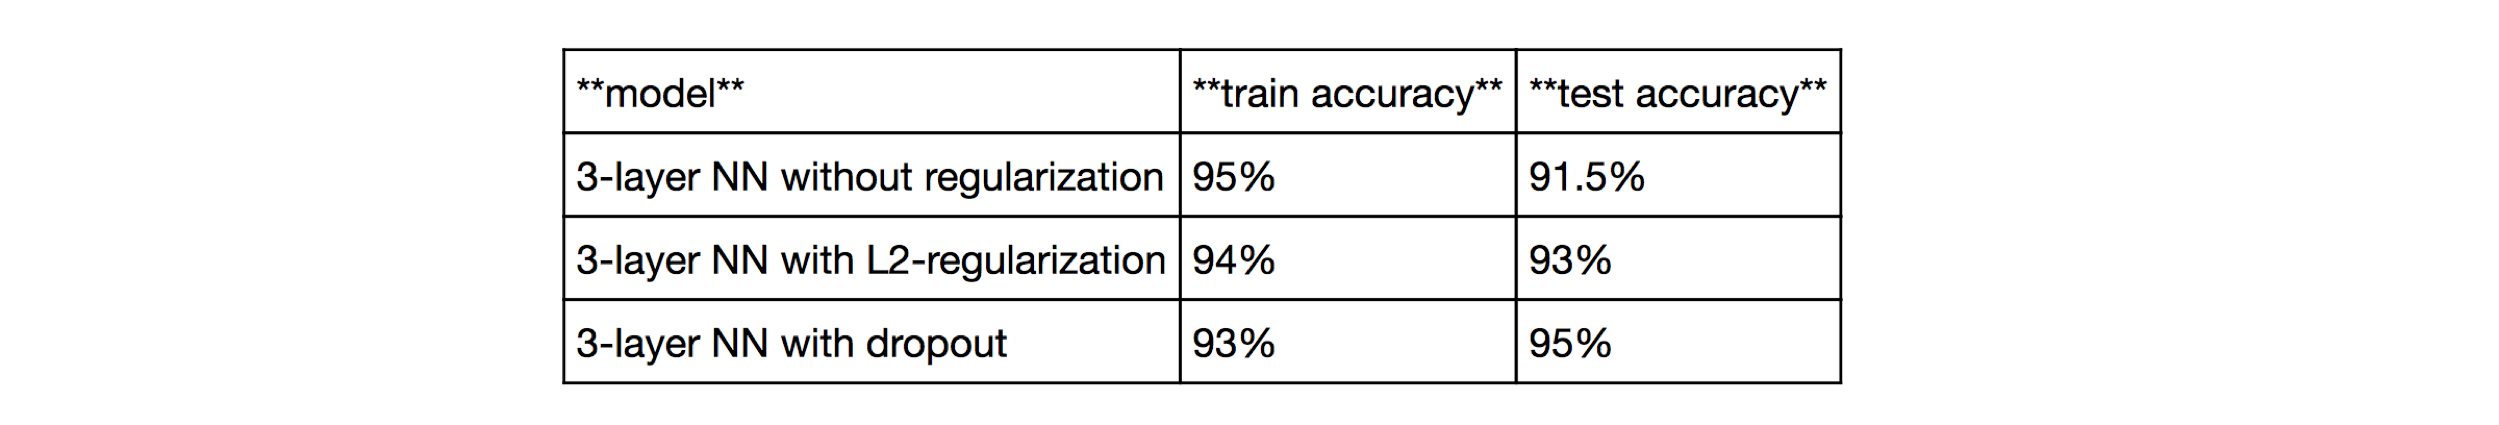 **model** **train accuracy** **test accuracy**
3-layer NN without regularization 95% 91.5%
3-layer NN with L2-regularization 94% 93%
3-layer NN with dropout 93% 95%